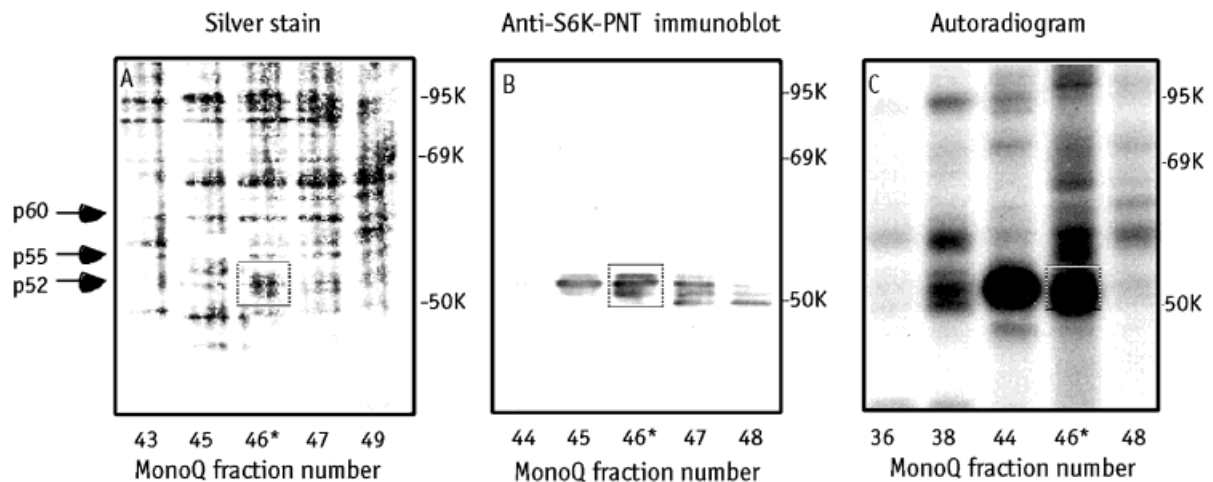 Silver stain
Anti-S6K-PNT immunoblot
Autoradiogram
A
B
C
-95K
-69K
-50K
-95K
-69K
-50K
-95K
-69K
-50K
p60
p55
p52
43 45 46* 47 49
44 45 46* 47 48
36 38 44 46* 48
MonoQ fraction number
MonoQ fraction number
MonoQ fraction number